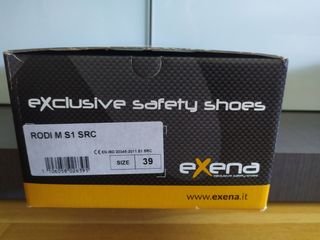 exclusive safety shoes
RODI M S1 SRC
CE EN ISO 20345:2011 S1 SRC
SIZE 39
exena
exclusive safety shoes
www.exena.it